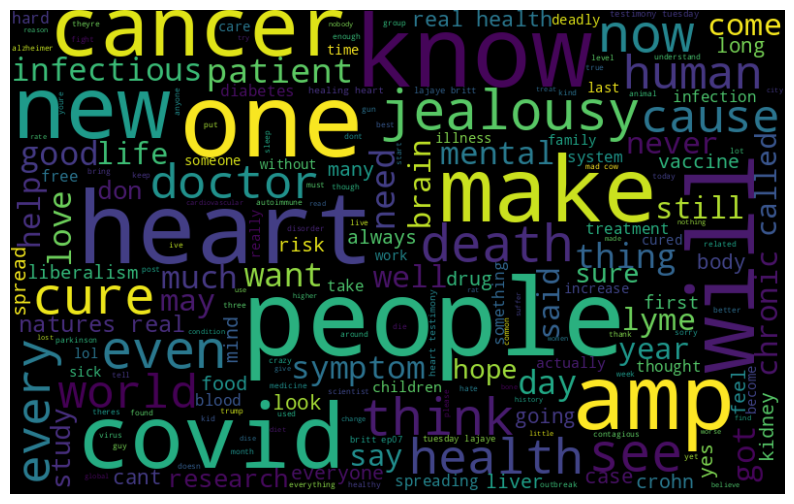 hard
theyre
nobody
group
real health
deadly
testimony tuesday
come
cancer
know
now
reason
fight
care
try
time
enough
alzheimer
level
understand
long
infectious
patient
youre
lajaye britt
true
human
last
infection
diabetes
healing heart
gun
treat
kind
animal
city
new
one
anyone
put
dont
best
jealousy
cause
rate
sleep
start
illness
family
never
good
life
someone
without
many
brain
mental
system
vaccine
lot
free
bring
keep
must
though
mad cow
today
doctor
need
make
still
called
help
don
autoimmune
read
cured
nothing
love
cardiovascular
live
treatment
made
related
heart
ive
disorder
really
risk
always
work
death
thing
will
spread
liberalism
post
use
want
take
well
drug
something
said
sure
body
chronic
much
three
higher
rat
increase
better
cure
may
mind
people
common
suffer
woman
thank
sorry
first
lyme
natures real
condition
around
die
lost
parkinson
even
symptom
heart testimony
hope
day
year
week
yet
worse
every
lol
crazy
give
actually
thought
feel
become
find
sick
tell
food
medicine
scientist
children
hate
history
world
blood
look
amp
study
theres
found
used
change
think
going
kidney
covid
kid
trump
contagious
virus
guy
month
dise
britt ep07
tuesday lajaye
little
say
health
see
got
yes
case
crohn
cant
research
doesn
everyone
spreading
liver
outbreak
global
everything
healthy
believe